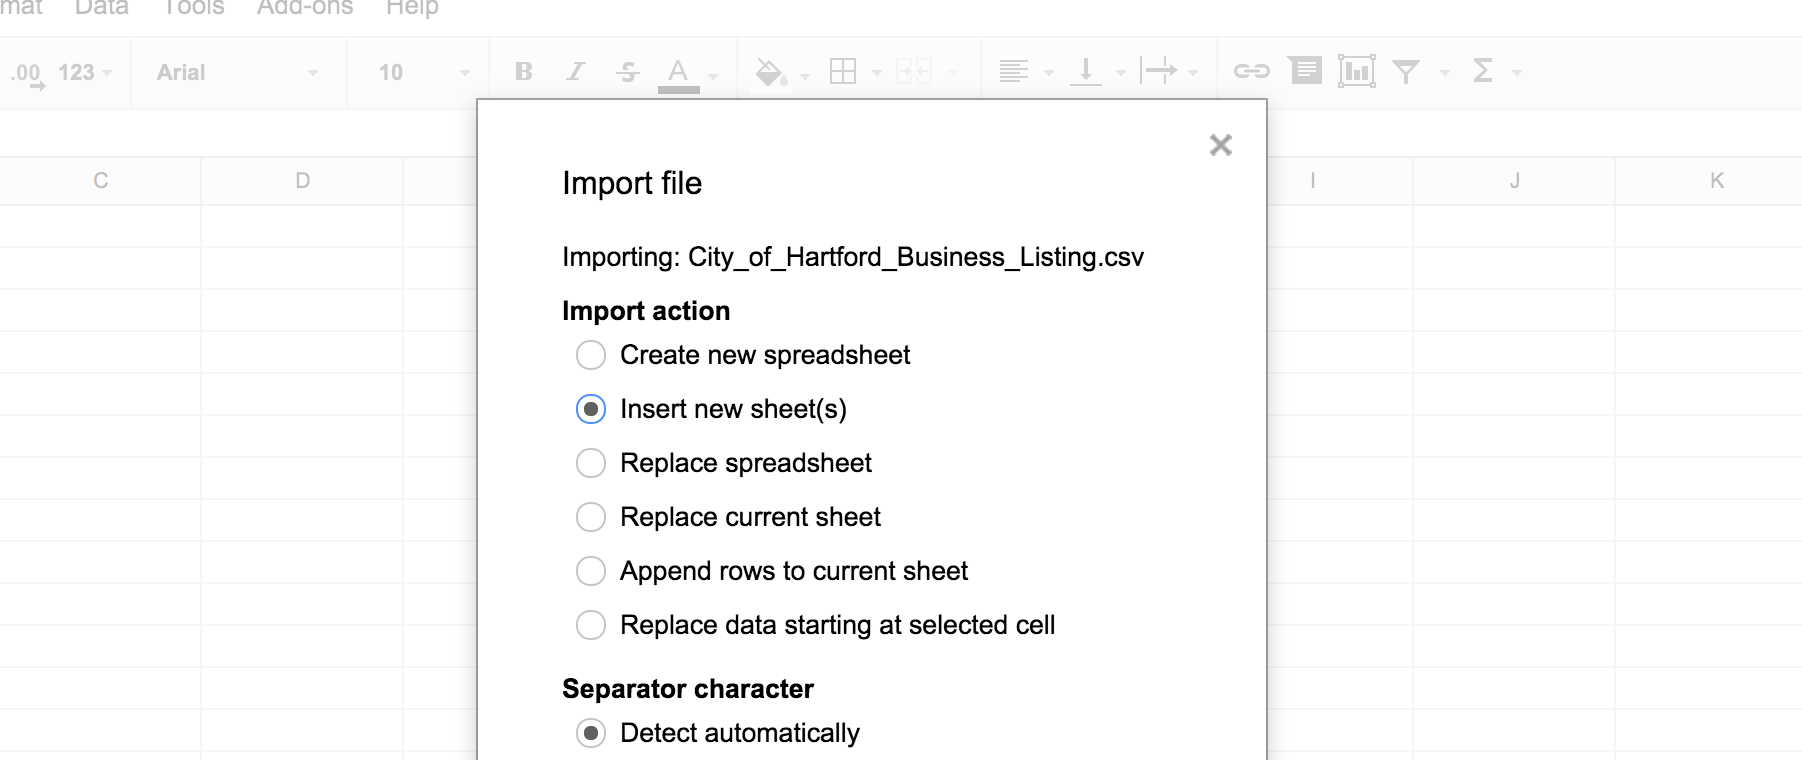 mat Data Tools Add-ons Help
.00 123 Arial 10 B I S A Σ
C D I J K
Import file
Importing: City_of_Hartford_Business_Listing.csv
Import action
Create new spreadsheet
Insert new sheet(s)
Replace spreadsheet
Replace current sheet
Append rows to current sheet
Replace data starting at selected cell
Separator character
Detect automatically